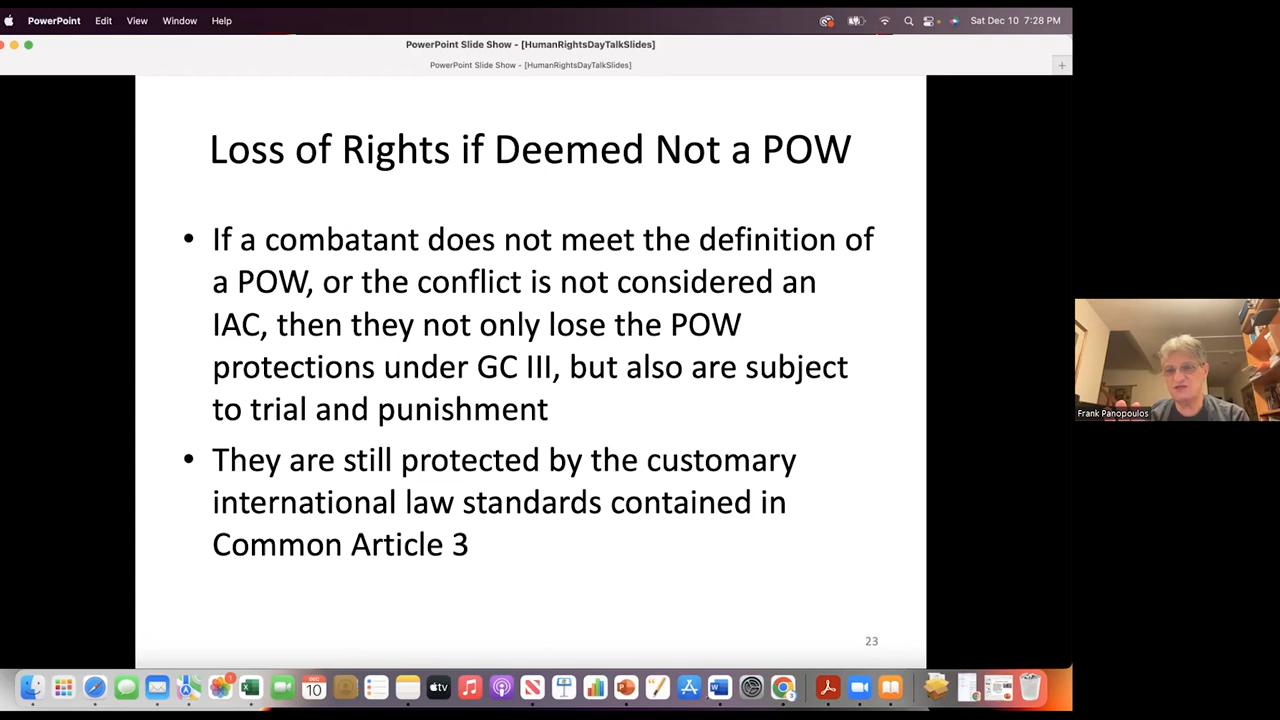 PowerPoint Edit View Window Help Sat Dec 10 7:28 PM
PowerPoint Slide Show - [HumanRightsDayTalkSlides]
PowerPoint Slide Show - [HumanRightsDayTalkSlides]
Loss of Rights if Deemed Not a POW
• If a combatant does not meet the definition of
a POW, or the conflict is not considered an
IAC, then they not only lose the POW
protections under GC III, but also are subject
to trial and punishment
• They are still protected by the customary
international law standards contained in
Common Article 3
23
Frank Panopoulos
DEC
10
tv
1